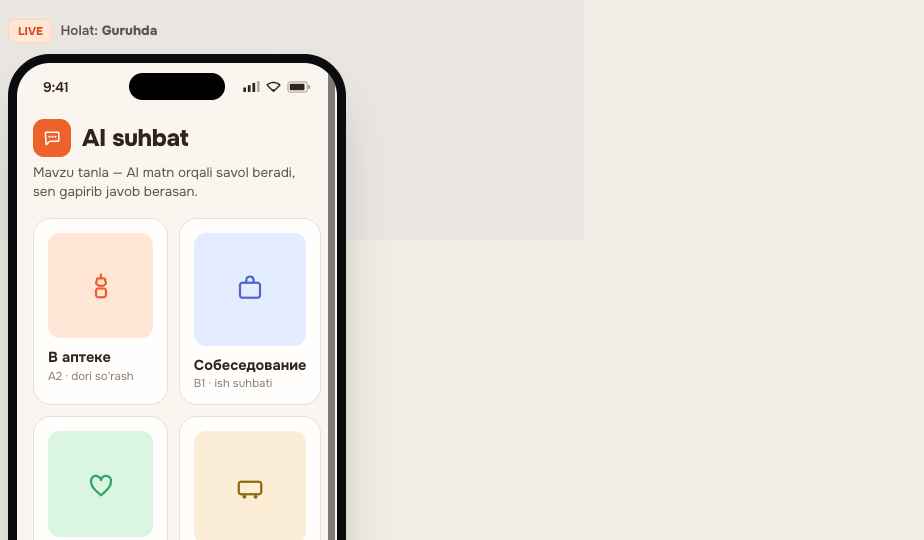 LIVE Holat: Guruhda
9:41
AI suhbat
Mavzu tanla — AI matn orqali savol beradi,
sen gapirib javob berasan.
В аптеке
A2 · dori so'rash
Собеседование
B1 · ish suhbati